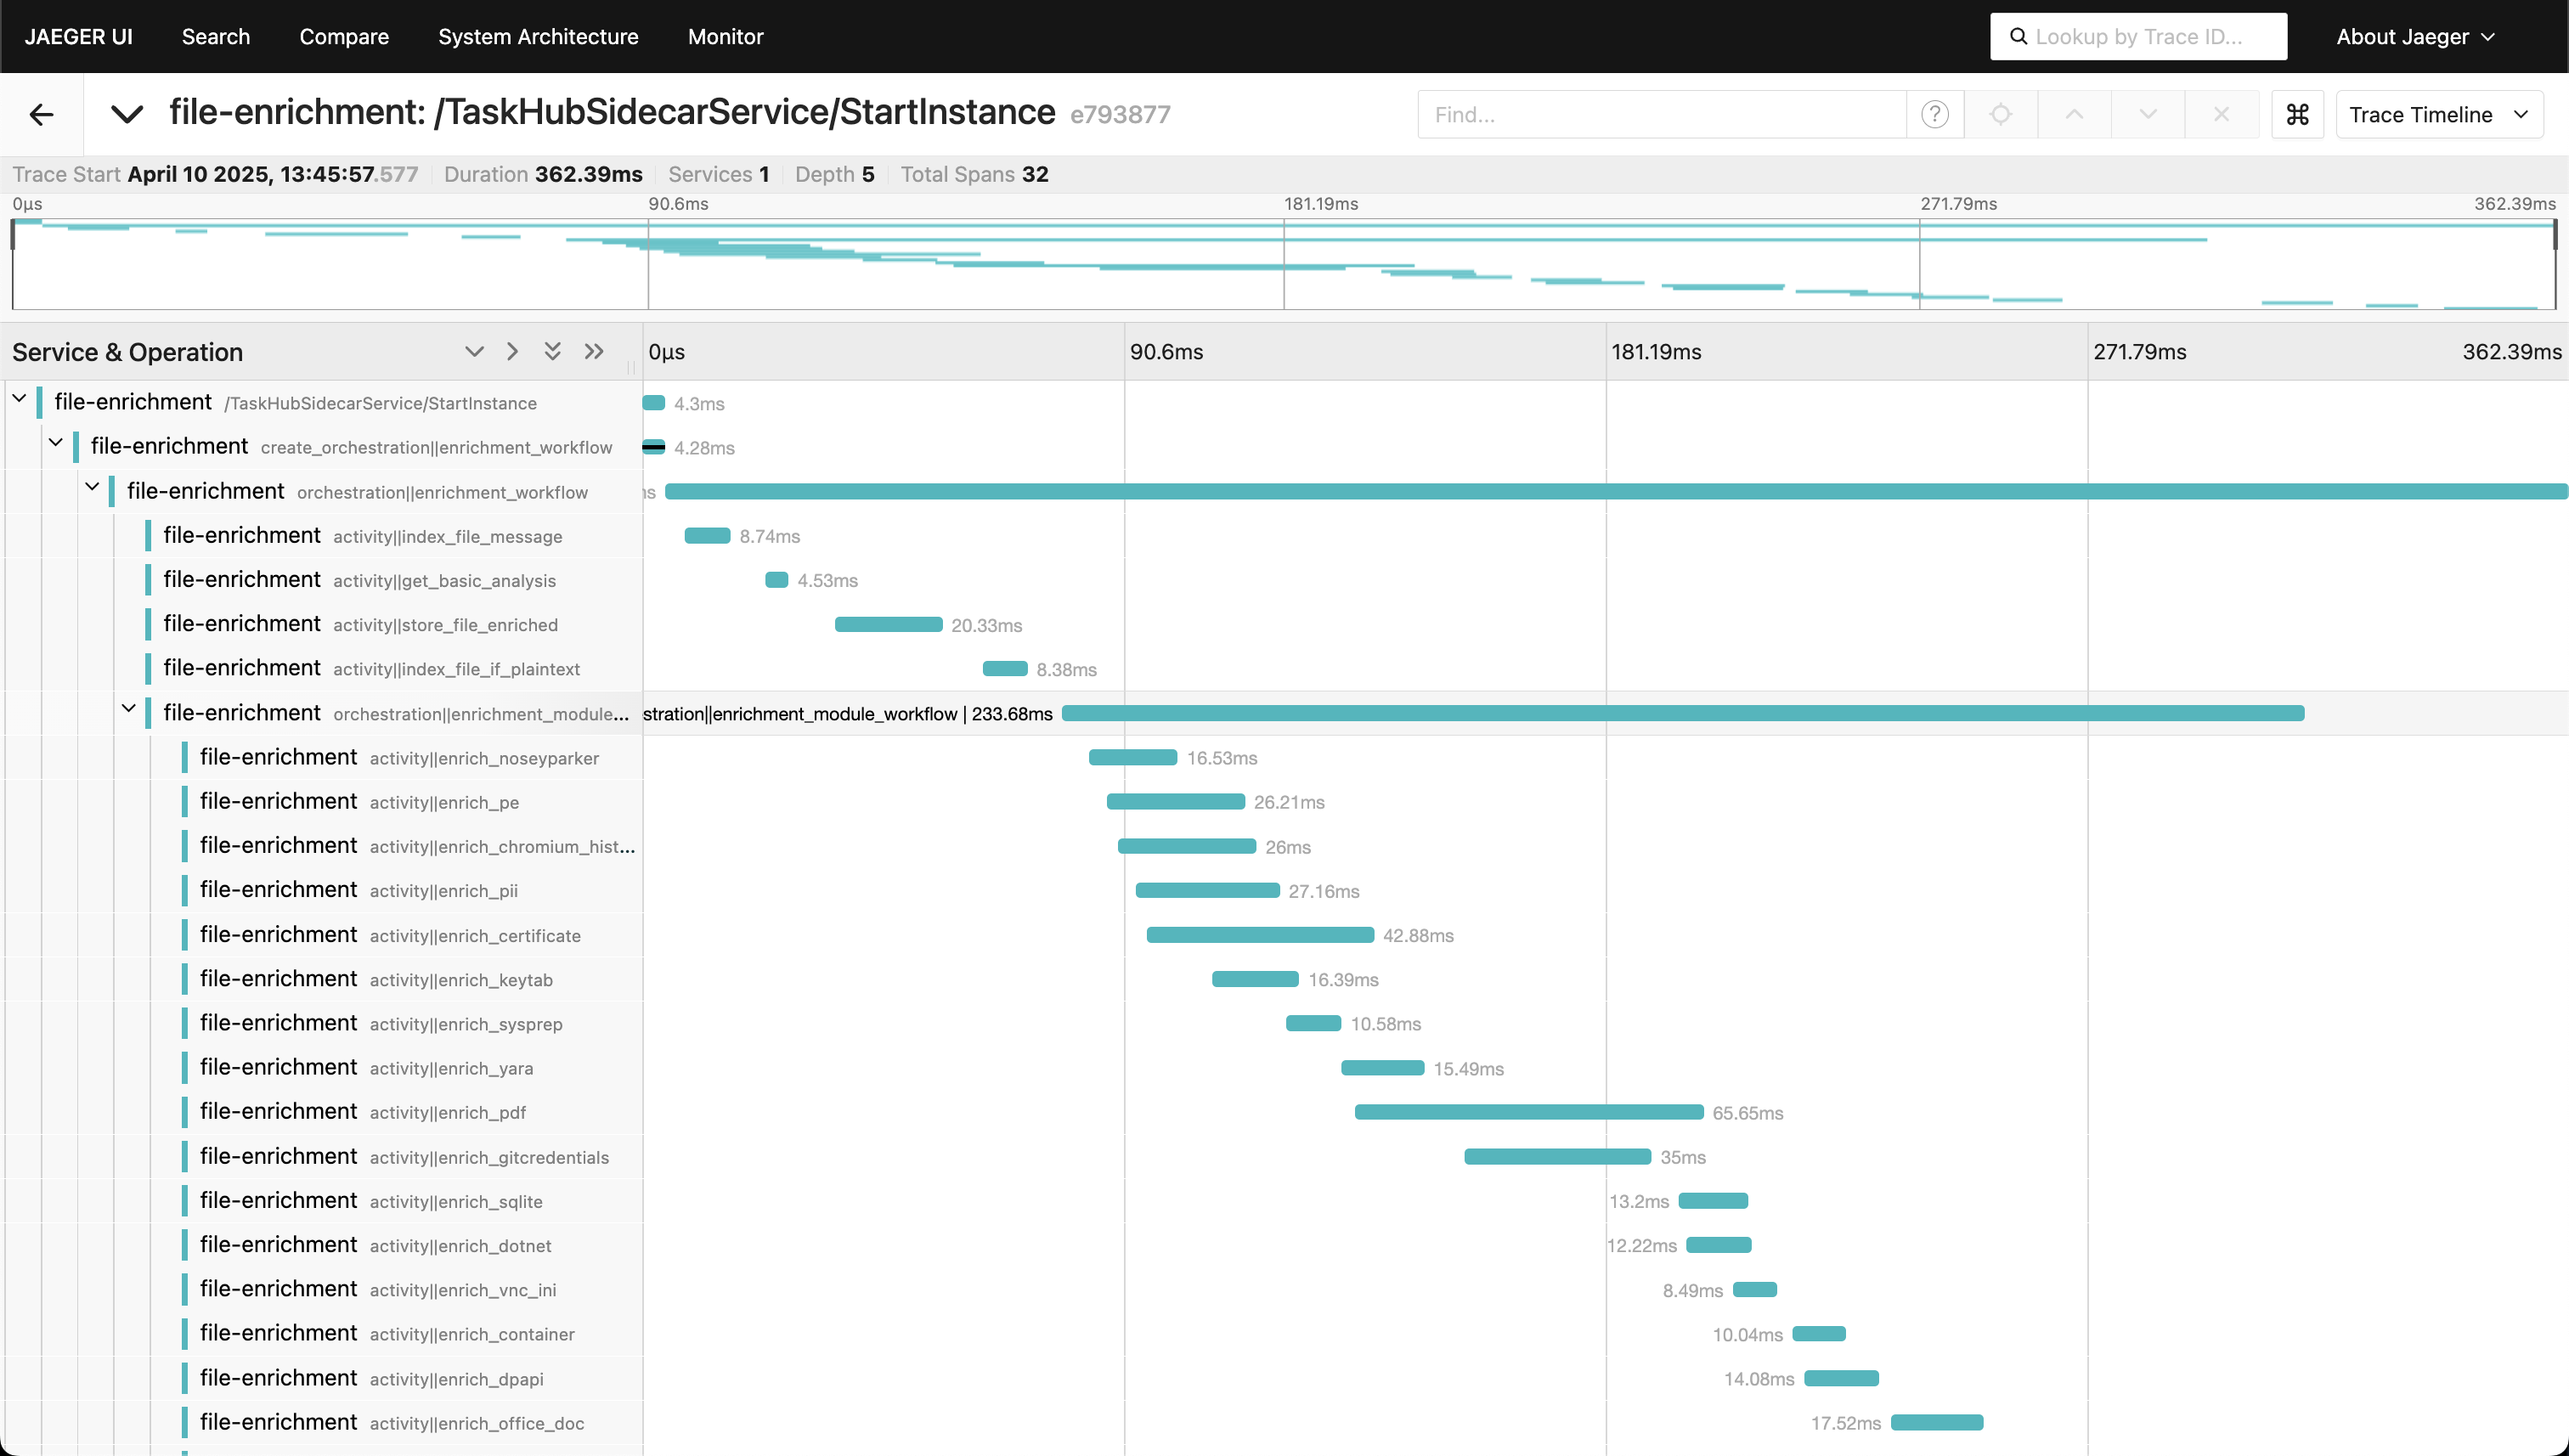 JAEGER UI Search Compare System Architecture Monitor Lookup by Trace ID... About Jaeger
file-enrichment: /TaskHubSidecarService/StartInstance e793877 Find... Trace Timeline
Trace Start April 10 2025, 13:45:57.577 Duration 362.39ms Services 1 Depth 5 Total Spans 32
0μs 90.6ms 181.19ms 271.79ms 362.39ms
Service & Operation 0μs 90.6ms 181.19ms 271.79ms 362.39ms
file-enrichment /TaskHubSidecarService/StartInstance 4.3ms
file-enrichment create_orchestration||enrichment_workflow 4.28ms
file-enrichment orchestration||enrichment_workflow
file-enrichment activity||index_file_message 8.74ms
file-enrichment activity||get_basic_analysis 4.53ms
file-enrichment activity||store_file_enriched 20.33ms
file-enrichment activity||index_file_if_plaintext 8.38ms
file-enrichment orchestration||enrichment_module... stration||enrichment_module_workflow | 233.68ms
file-enrichment activity||enrich_noseyparker 16.53ms
file-enrichment activity||enrich_pe 26.21ms
file-enrichment activity||enrich_chromium_hist... 26ms
file-enrichment activity||enrich_pii 27.16ms
file-enrichment activity||enrich_certificate 42.88ms
file-enrichment activity||enrich_keytab 16.39ms
file-enrichment activity||enrich_sysprep 10.58ms
file-enrichment activity||enrich_yara 15.49ms
file-enrichment activity||enrich_pdf 65.65ms
file-enrichment activity||enrich_gitcredentials 35ms
file-enrichment activity||enrich_sqlite 13.2ms
file-enrichment activity||enrich_dotnet 12.22ms
file-enrichment activity||enrich_vnc_ini 8.49ms
file-enrichment activity||enrich_container 10.04ms
file-enrichment activity||enrich_dpapi 14.08ms
file-enrichment activity||enrich_office_doc 17.52ms